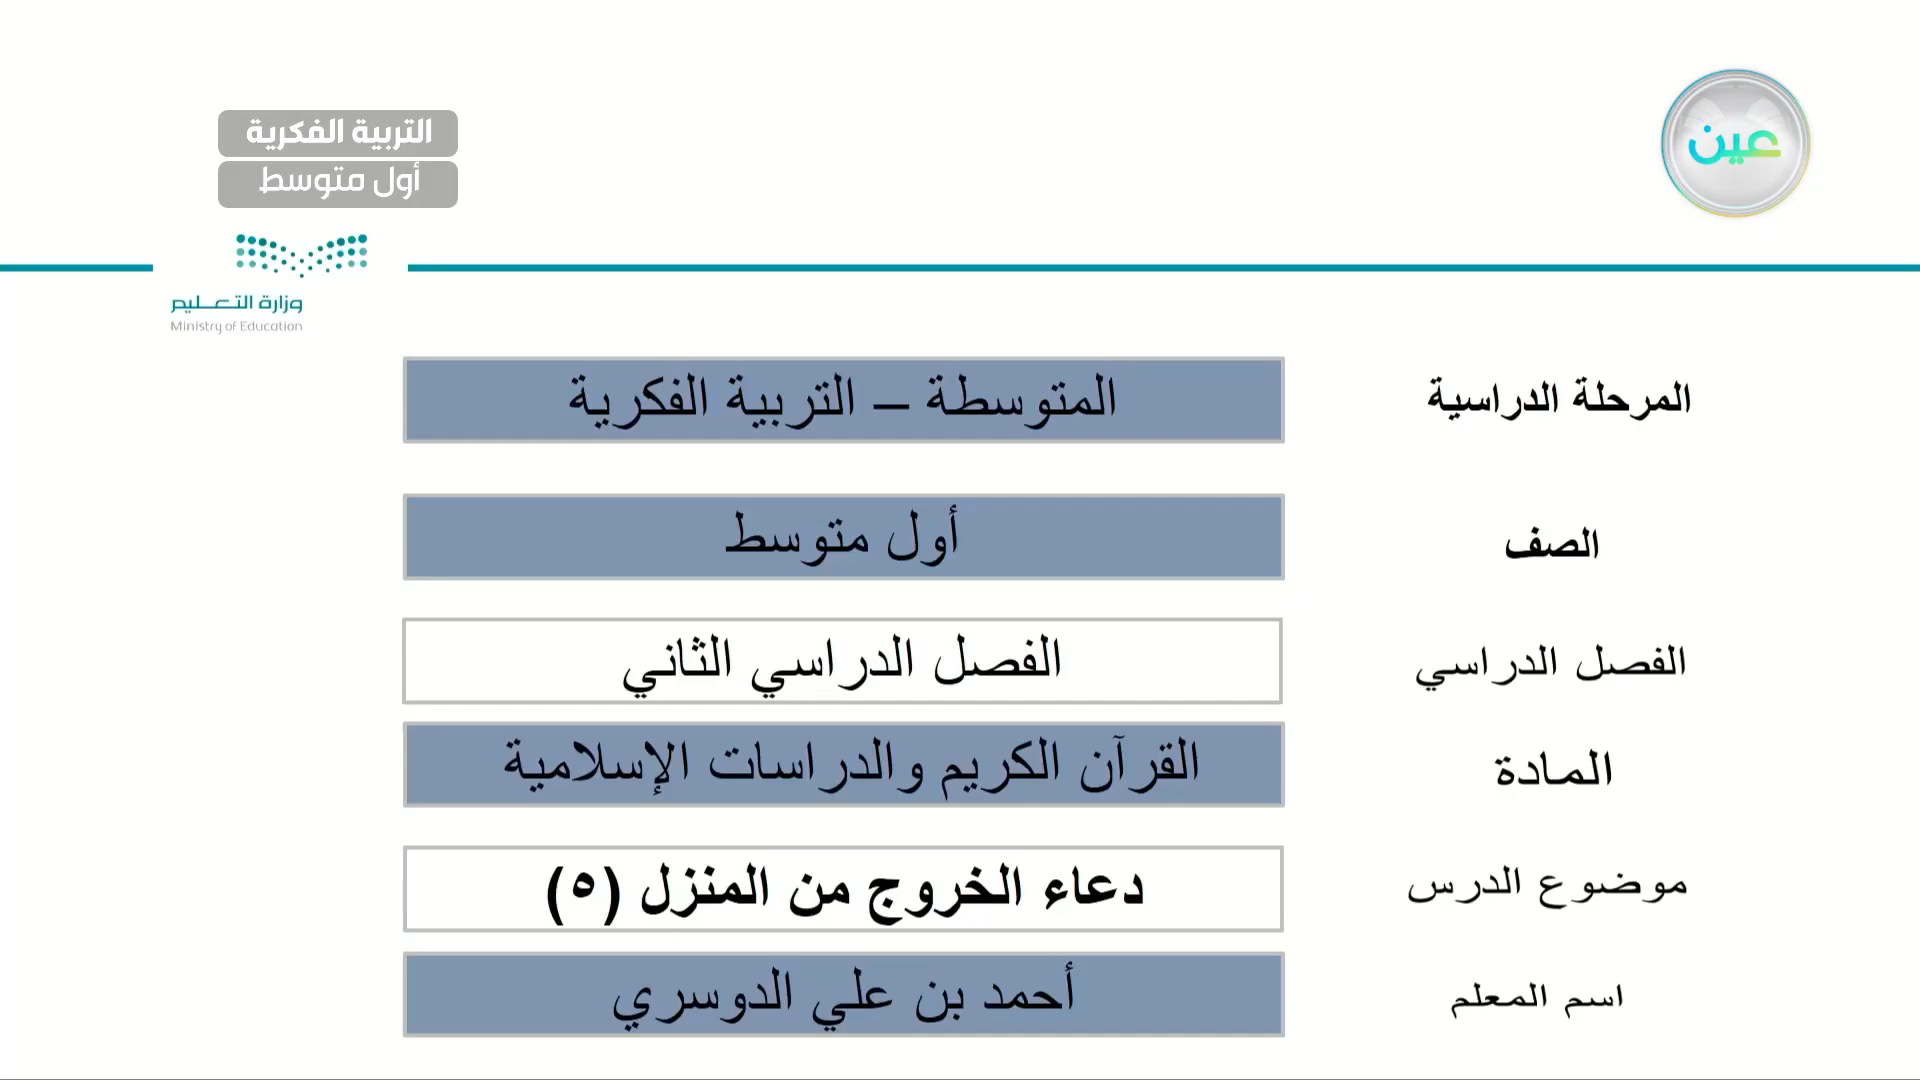 التربية الفكرية
أول متوسط
عين
وزارة التعليم
Ministry of Education
المرحلة الدراسية
المتوسطة – التربية الفكرية
الصف
أول متوسط
الفصل الدراسي
الفصل الدراسي الثاني
المادة
القرآن الكريم والدراسات الإسلامية
موضوع الدرس
دعاء الخروج من المنزل (٥)
اسم المعلم
أحمد بن علي الدوسري